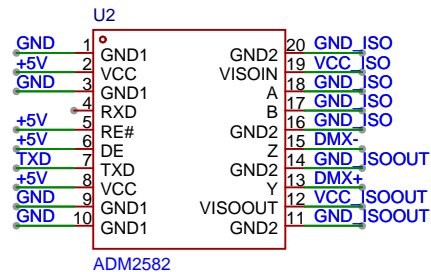 U2
GND 1 GND1 GND2 20 GND_ISO
+5V 2 VCC VISOIN 19 VCC_ISO
GND 3 GND1 A 18 GND_ISO
4 RXD B 17 GND_ISO
+5V 5 RE# GND2 16 GND_ISO
+5V 6 DE Z 15 DMX-
TXD 7 TXD GND2 14 GND_ISOOUT
+5V 8 VCC Y 13 DMX+
GND 9 GND1 VISOOUT 12 VCC_ISOOUT
GND 10 GND1 GND2 11 GND_ISOOUT
ADM2582